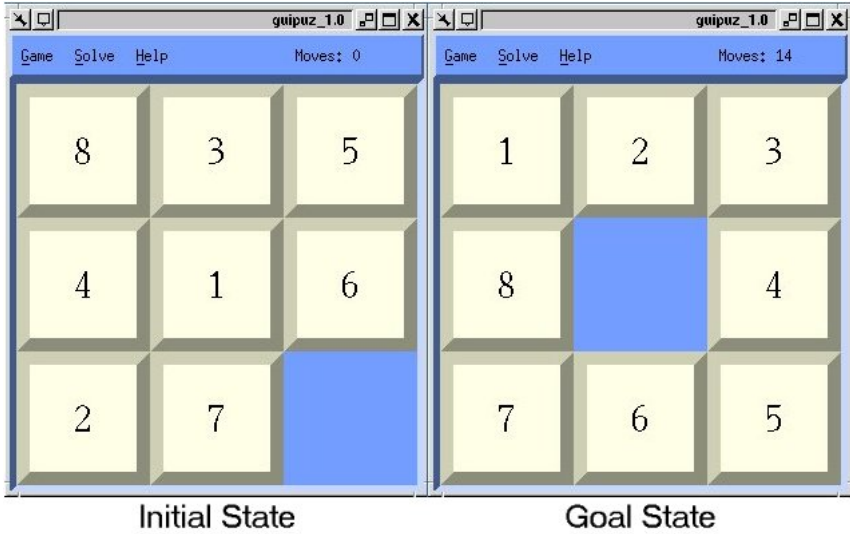 guipuz_1.0 guipuz_1.0
Game Solve Help Moves: 0 Game Solve Help Moves: 14
8 3 5 1 2 3
4 1 6 8 4
2 7 7 6 5
Initial State Goal State